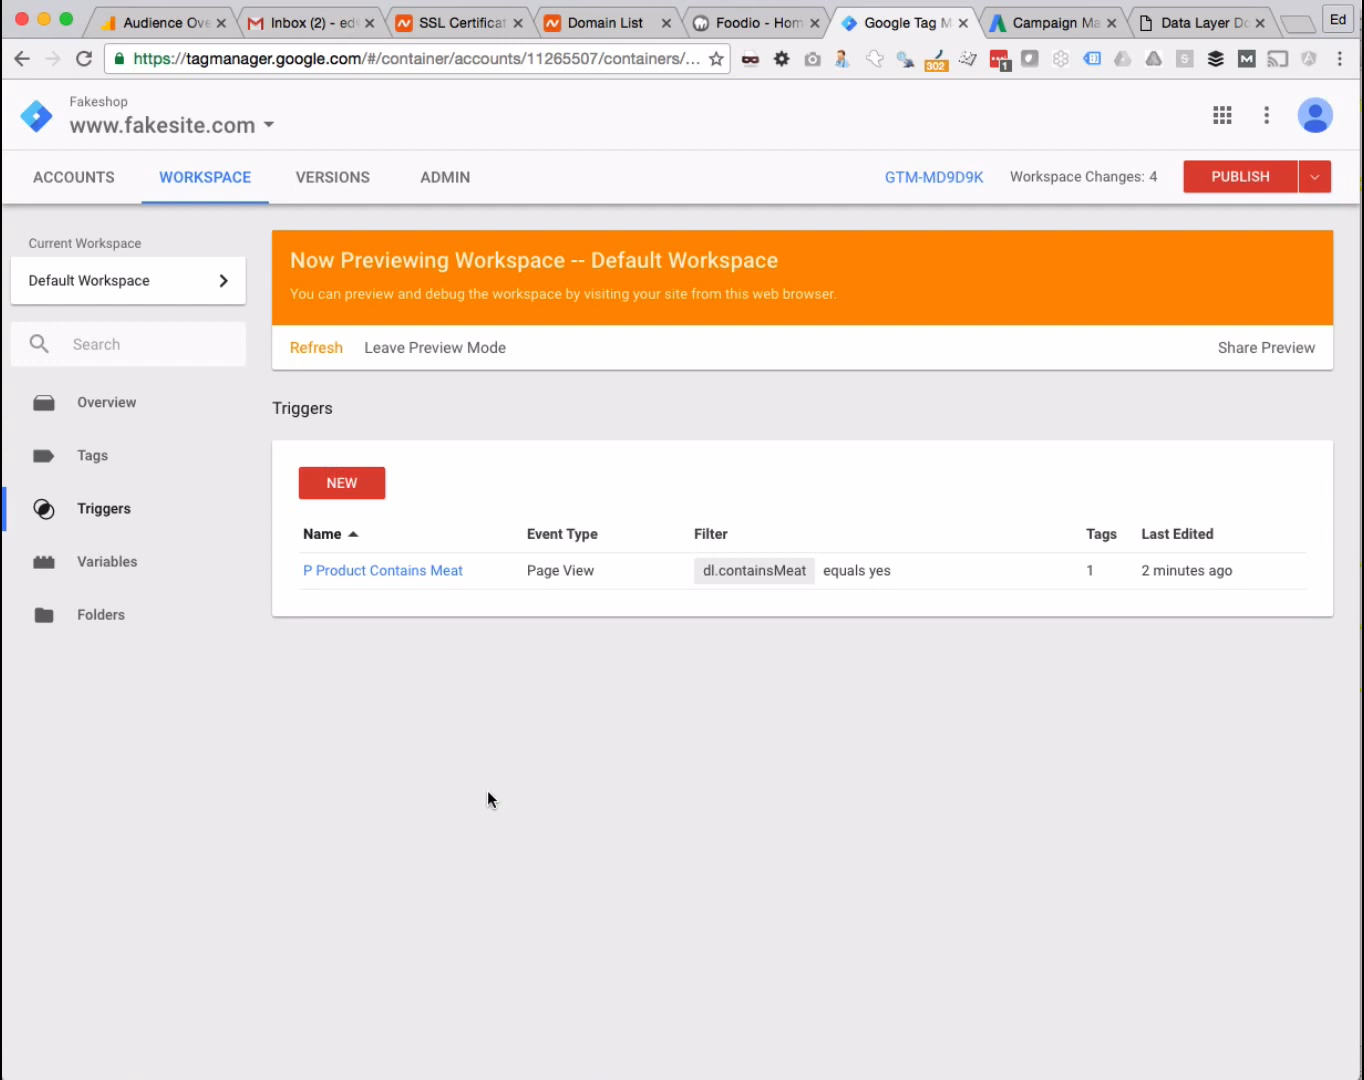 Audience Ove
Inbox (2) - ed
SSL Certificat
Domain List
Foodio - Hom
Google Tag M
Campaign Ma
Data Layer Do
Ed
https://tagmanager.google.com/#/container/accounts/11265507/containers/...
302
1
Fakeshop
www.fakesite.com
ACCOUNTS
WORKSPACE
VERSIONS
ADMIN
GTM-MD9D9K
Workspace Changes: 4
PUBLISH
Current Workspace
Default Workspace
Search
Overview
Tags
Triggers
Variables
Folders
Now Previewing Workspace -- Default Workspace
You can preview and debug the workspace by visiting your site from this web browser.
Refresh
Leave Preview Mode
Share Preview
Triggers
NEW
Name Event Type Filter Tags Last Edited
P Product Contains Meat Page View dl.containsMeat equals yes 1 2 minutes ago